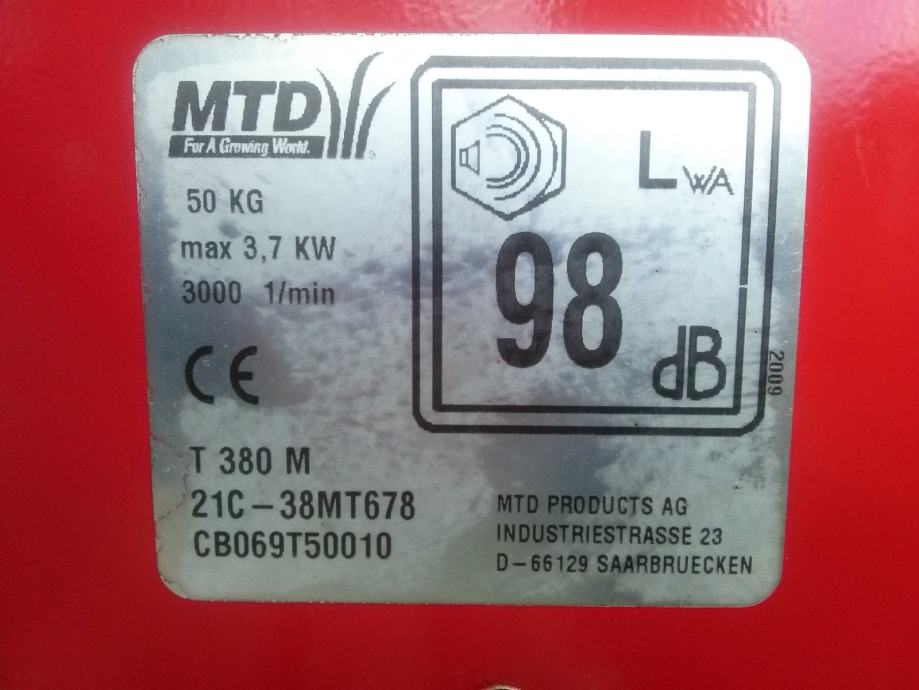 MTD
For A Growing World.
50 KG
max 3,7 KW
3000 1/min
CE
LWA
98
dB
2009
T 380 M
21C-38MT678
CB069T50010
MTD PRODUCTS AG
INDUSTRIESTRASSE 23
D-66129 SAARBRUECKEN